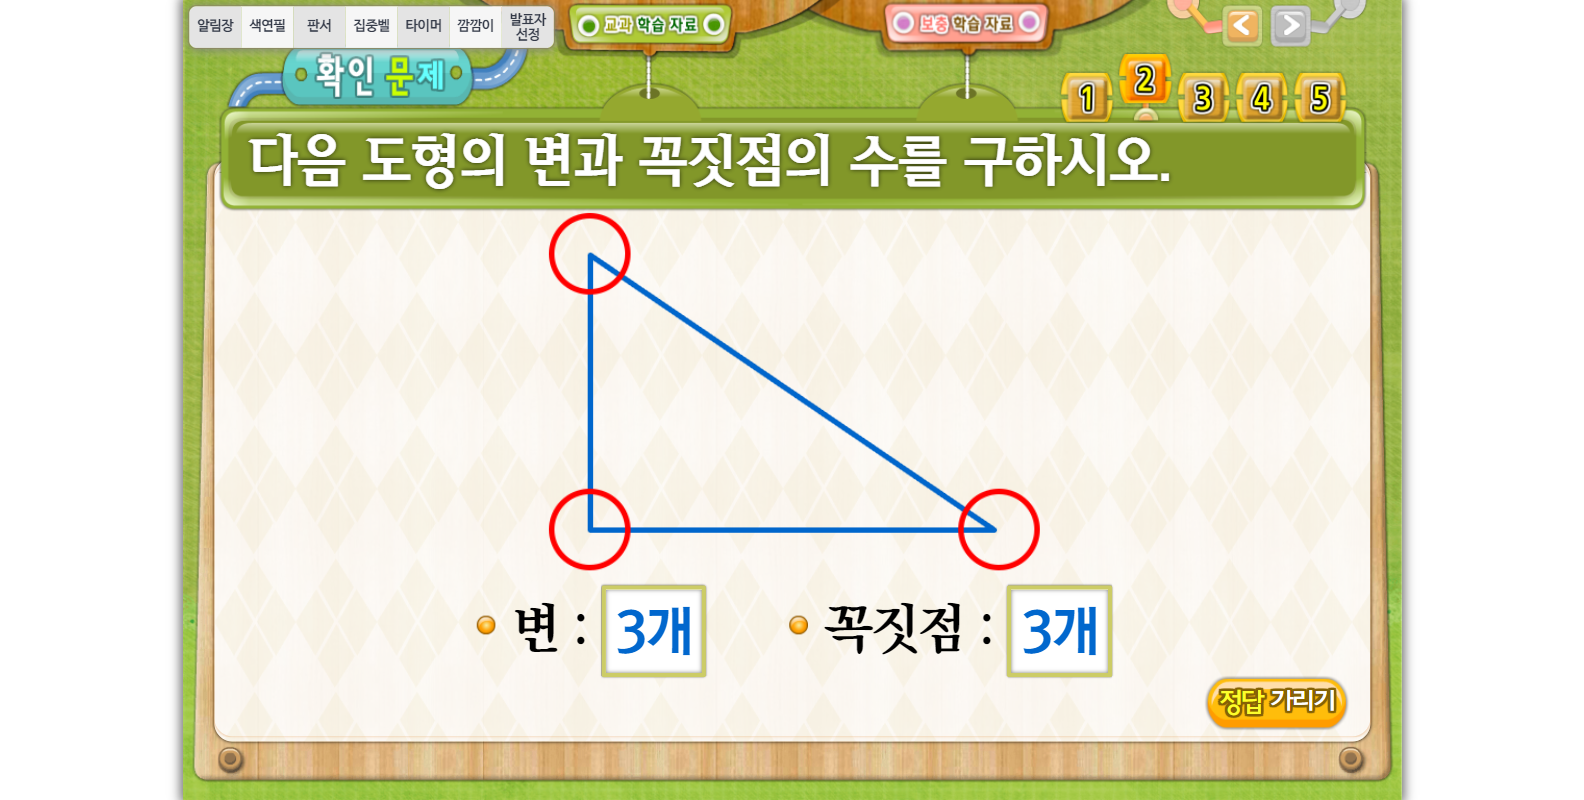 알림장 색연필 판서 집중벨 타이머 깜깜이 발표자 선정
교과 학습 자료 보충 학습 자료
확인 문제
1 2 3 4 5
다음 도형의 변과 꼭짓점의 수를 구하시오.
변 : 3개 꼭짓점 : 3개
정답 가리기